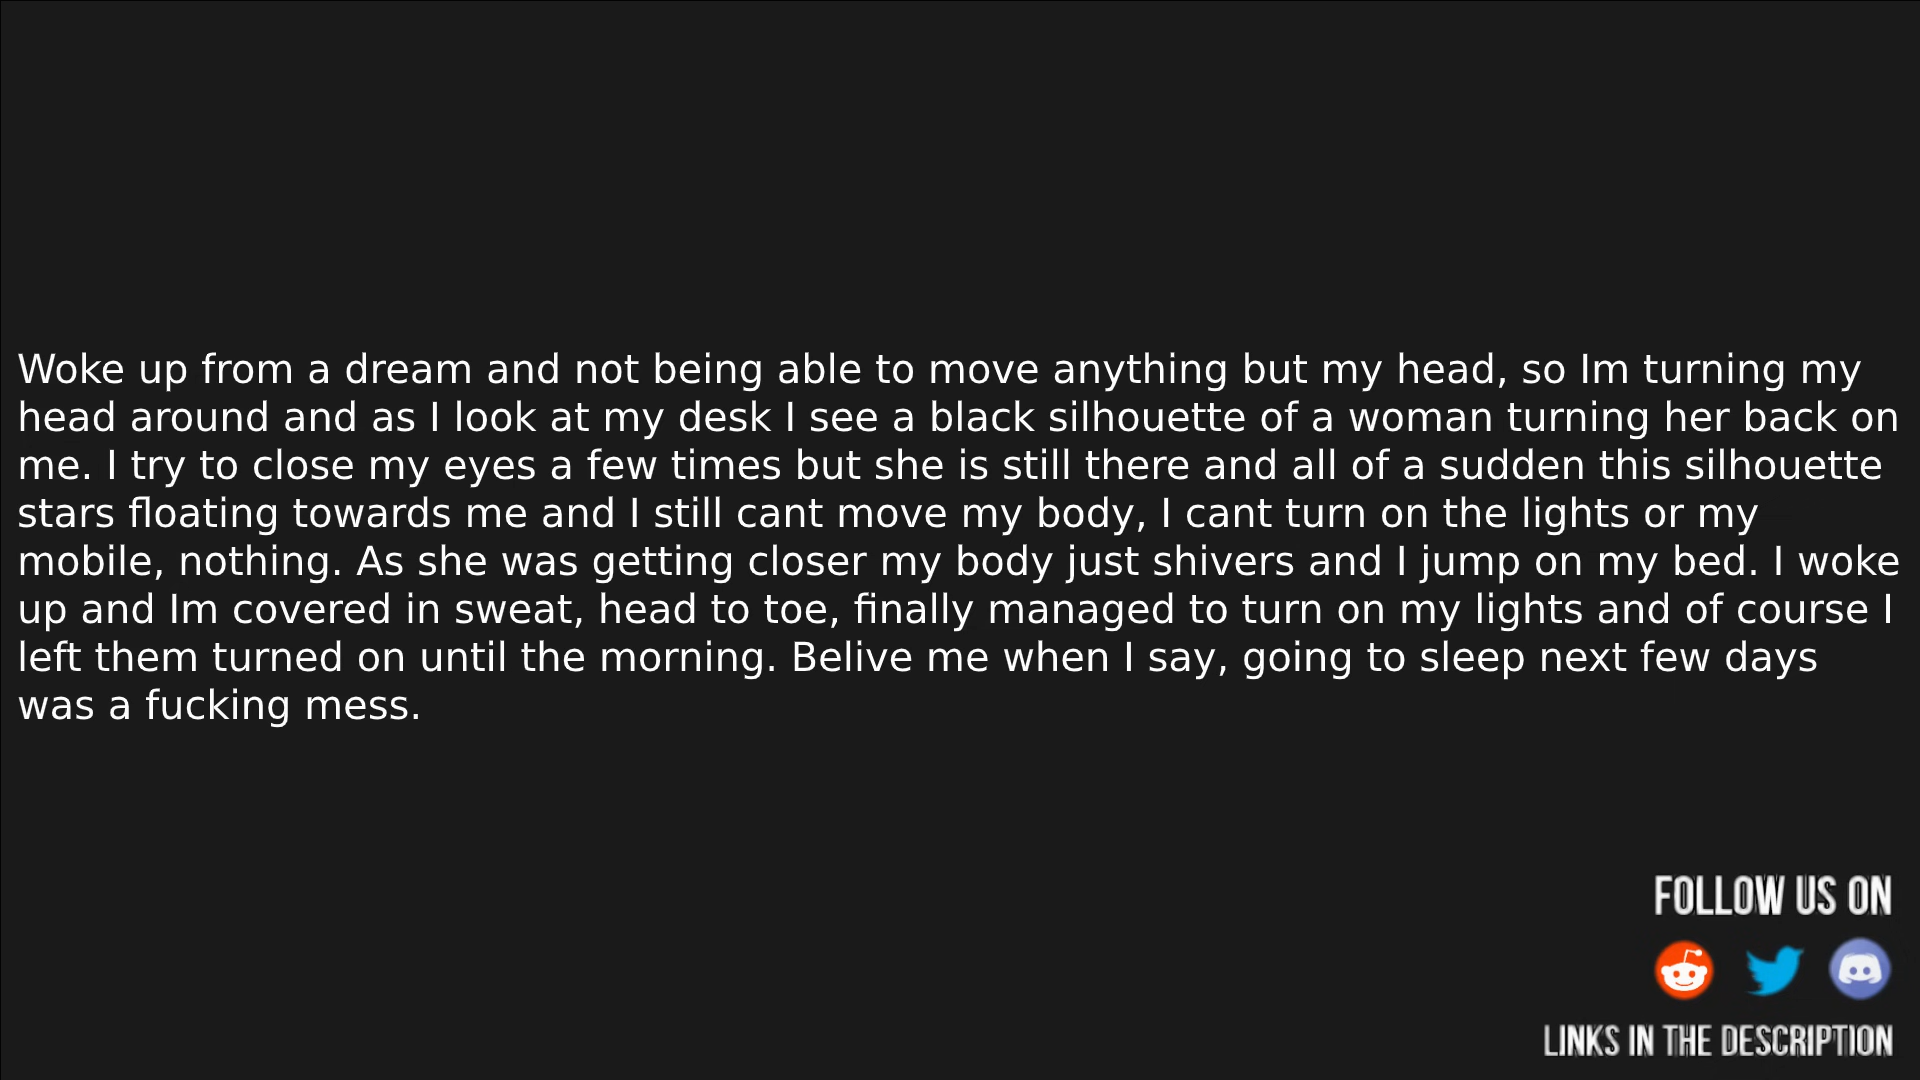 Woke up from a dream and not being able to move anything but my head, so Im turning my
head around and as I look at my desk I see a black silhouette of a woman turning her back on
me. I try to close my eyes a few times but she is still there and all of a sudden this silhouette
stars floating towards me and I still cant move my body, I cant turn on the lights or my
mobile, nothing. As she was getting closer my body just shivers and I jump on my bed. I woke
up and Im covered in sweat, head to toe, finally managed to turn on my lights and of course I
left them turned on until the morning. Belive me when I say, going to sleep next few days
was a fucking mess.
FOLLOW US ON
LINKS IN THE DESCRIPTION